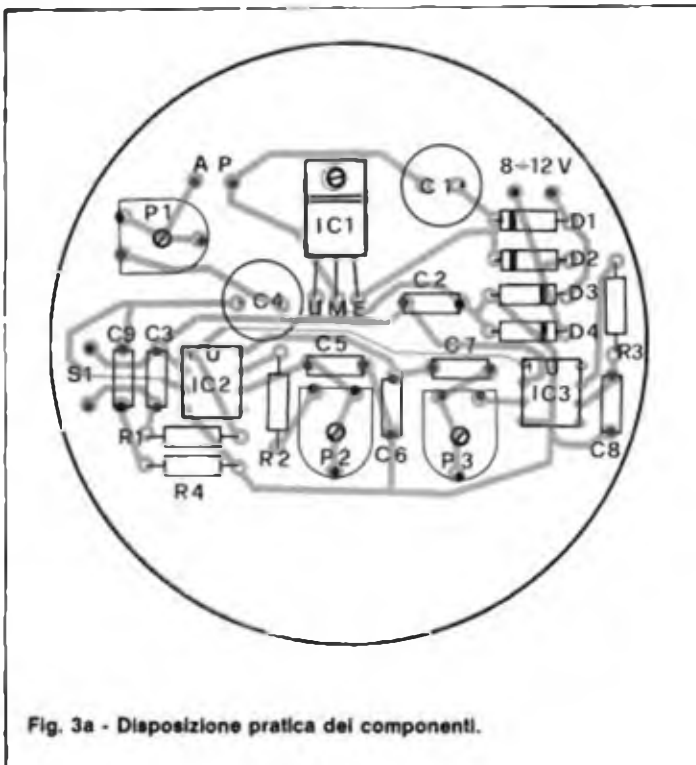 A P
8÷12 V
C1
P1
IC1
D1
D2
C4
U M E
C2
D3
D4
R3
C9
C3
C5
C7
S1
IC2
IC3
R1
R2
P2
C6
P3
C8
R4
Fig. 3a - Disposizione pratica dei componenti.